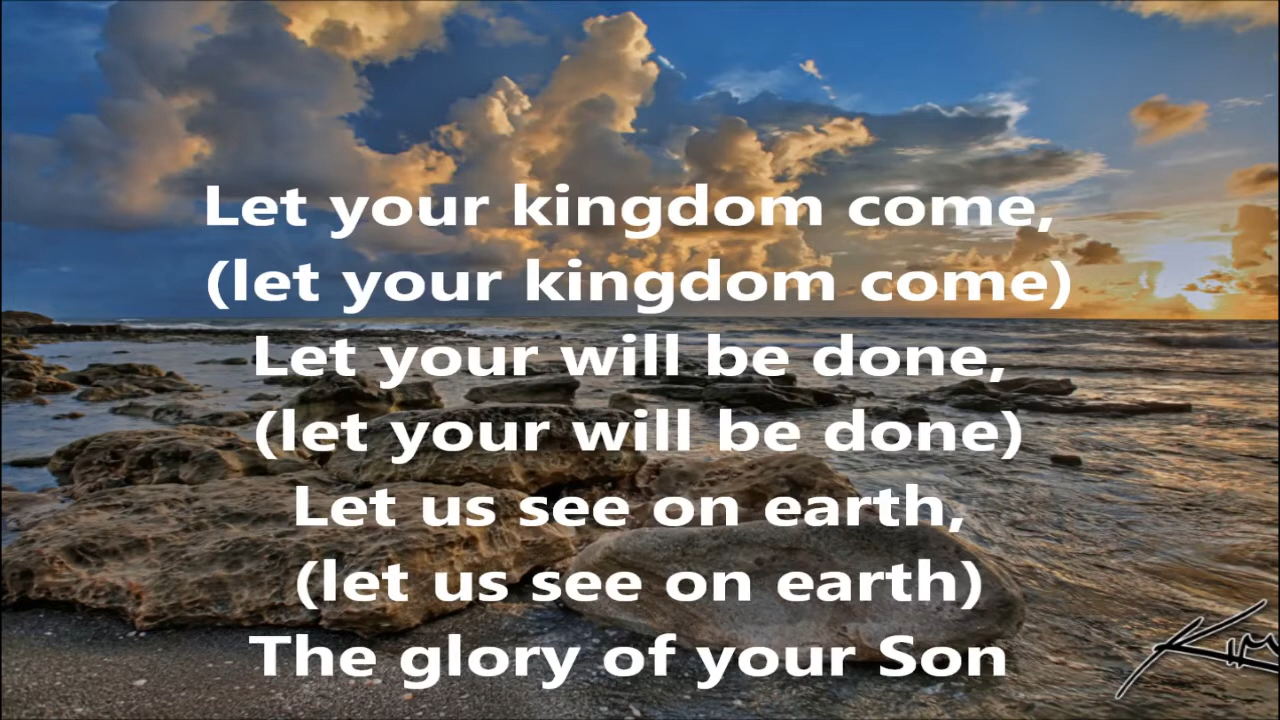 Let your kingdom come,
(let your kingdom come)
Let your will be done,
(let your will be done)
Let us see on earth,
(let us see on earth)
The glory of your Son